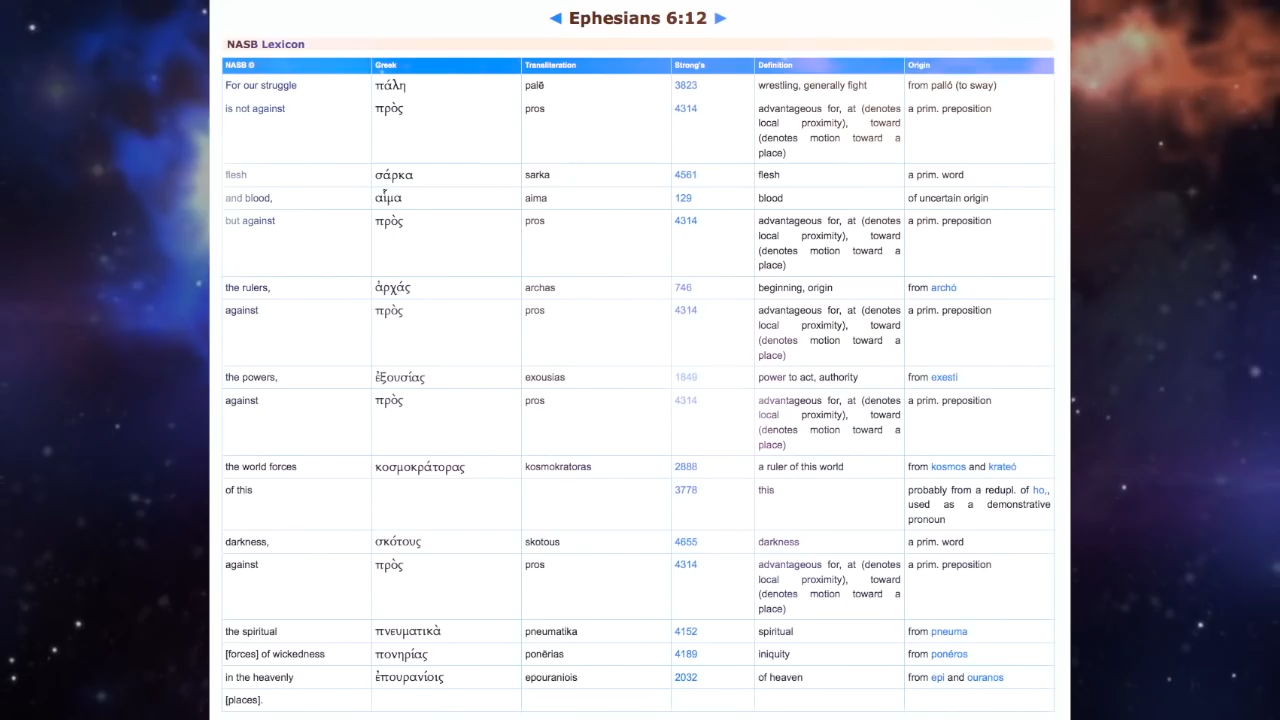 ◄ Ephesians 6:12 ►
NASB Lexicon
NASB © Greek Transliteration Strong's Definition Origin
For our struggle πάλη palē 3823 wrestling, generally fight from palló (to sway)
is not against πρὸς pros 4314 advantageous for, at (denotes a prim. preposition
local proximity), toward
(denotes motion toward a
place)
flesh σάρκα sarka 4561 flesh a prim. word
and blood, αἷμα aima 129 blood of uncertain origin
but against πρὸς pros 4314 advantageous for, at (denotes a prim. preposition
local proximity), toward
(denotes motion toward a
place)
the rulers, ἀρχάς archas 746 beginning, origin from archó
against πρὸς pros 4314 advantageous for, at (denotes a prim. preposition
local proximity), toward
(denotes motion toward a
place)
the powers, ἐξουσίας exousias 1849 power to act, authority from exesti
against πρὸς pros 4314 advantageous for, at (denotes a prim. preposition
local proximity), toward
(denotes motion toward a
place)
the world forces κοσμοκράτορας kosmokratoras 2888 a ruler of this world from kosmos and krateó
of this 3778 this probably from a redupl. of ho,,
used as a demonstrative
pronoun
darkness, σκότους skotous 4655 darkness a prim. word
against πρὸς pros 4314 advantageous for, at (denotes a prim. preposition
local proximity), toward
(denotes motion toward a
place)
the spiritual πνευματικὰ pneumatika 4152 spiritual from pneuma
[forces] of wickedness πονηρίας ponērias 4189 iniquity from ponéros
in the heavenly ἐπουρανίοις epouraniois 2032 of heaven from epi and ouranos
[places].